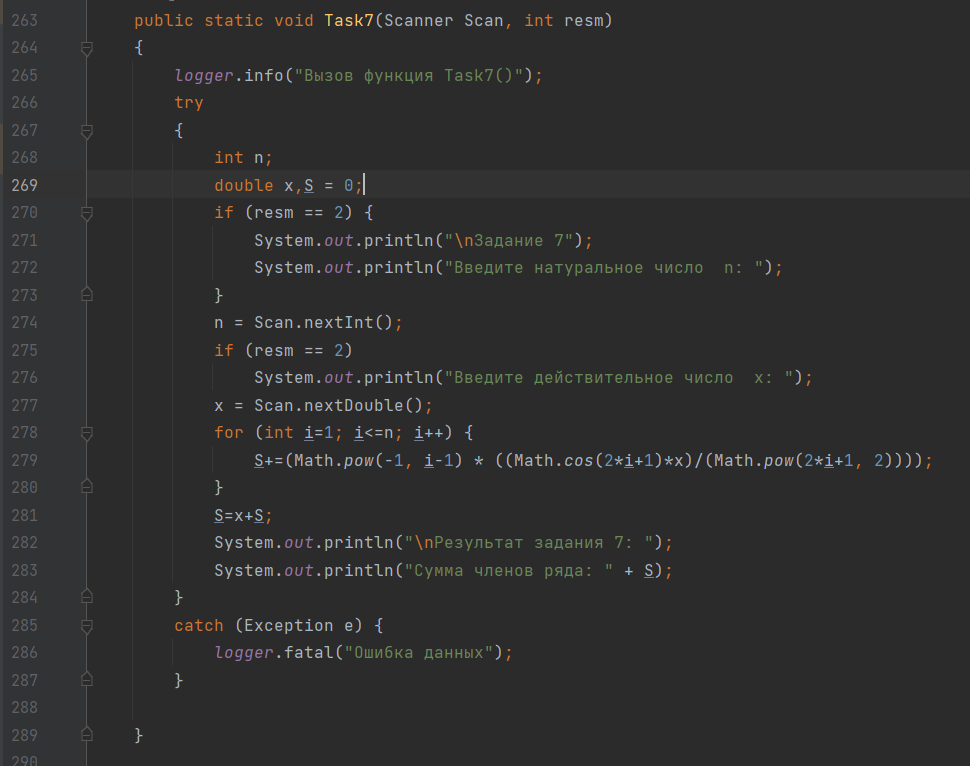 263 public static void Task7(Scanner Scan, int resm)
264 {
265 logger.info("Вызов функция Task7()");
266 try
267 {
268 int n;
269 double x,S = 0;
270 if (resm == 2) {
271 System.out.println("\nЗадание 7");
272 System.out.println("Введите натуральное число  n: ");
273 }
274 n = Scan.nextInt();
275 if (resm == 2)
276 System.out.println("Введите действительное число  x: ");
277 x = Scan.nextDouble();
278 for (int i=1; i<=n; i++) {
279 S+=(Math.pow(-1, i-1) * ((Math.cos(2*i+1)*x)/(Math.pow(2*i+1, 2))));
280 }
281 S=x+S;
282 System.out.println("\nРезультат задания 7: ");
283 System.out.println("Сумма членов ряда: " + S);
284 }
285 catch (Exception e) {
286 logger.fatal("Ошибка данных");
287 }
288
289 }
290